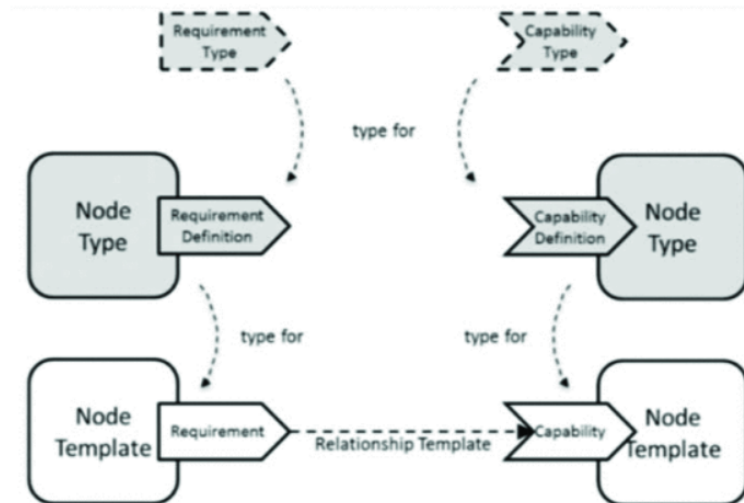 Requirement
Type
Capability
Type
type for
Node
Type
Requirement
Definition
Capability
Definition
Node
Type
type for
type for
Node
Template
Requirement
Relationship Template
Capability
Node
Template